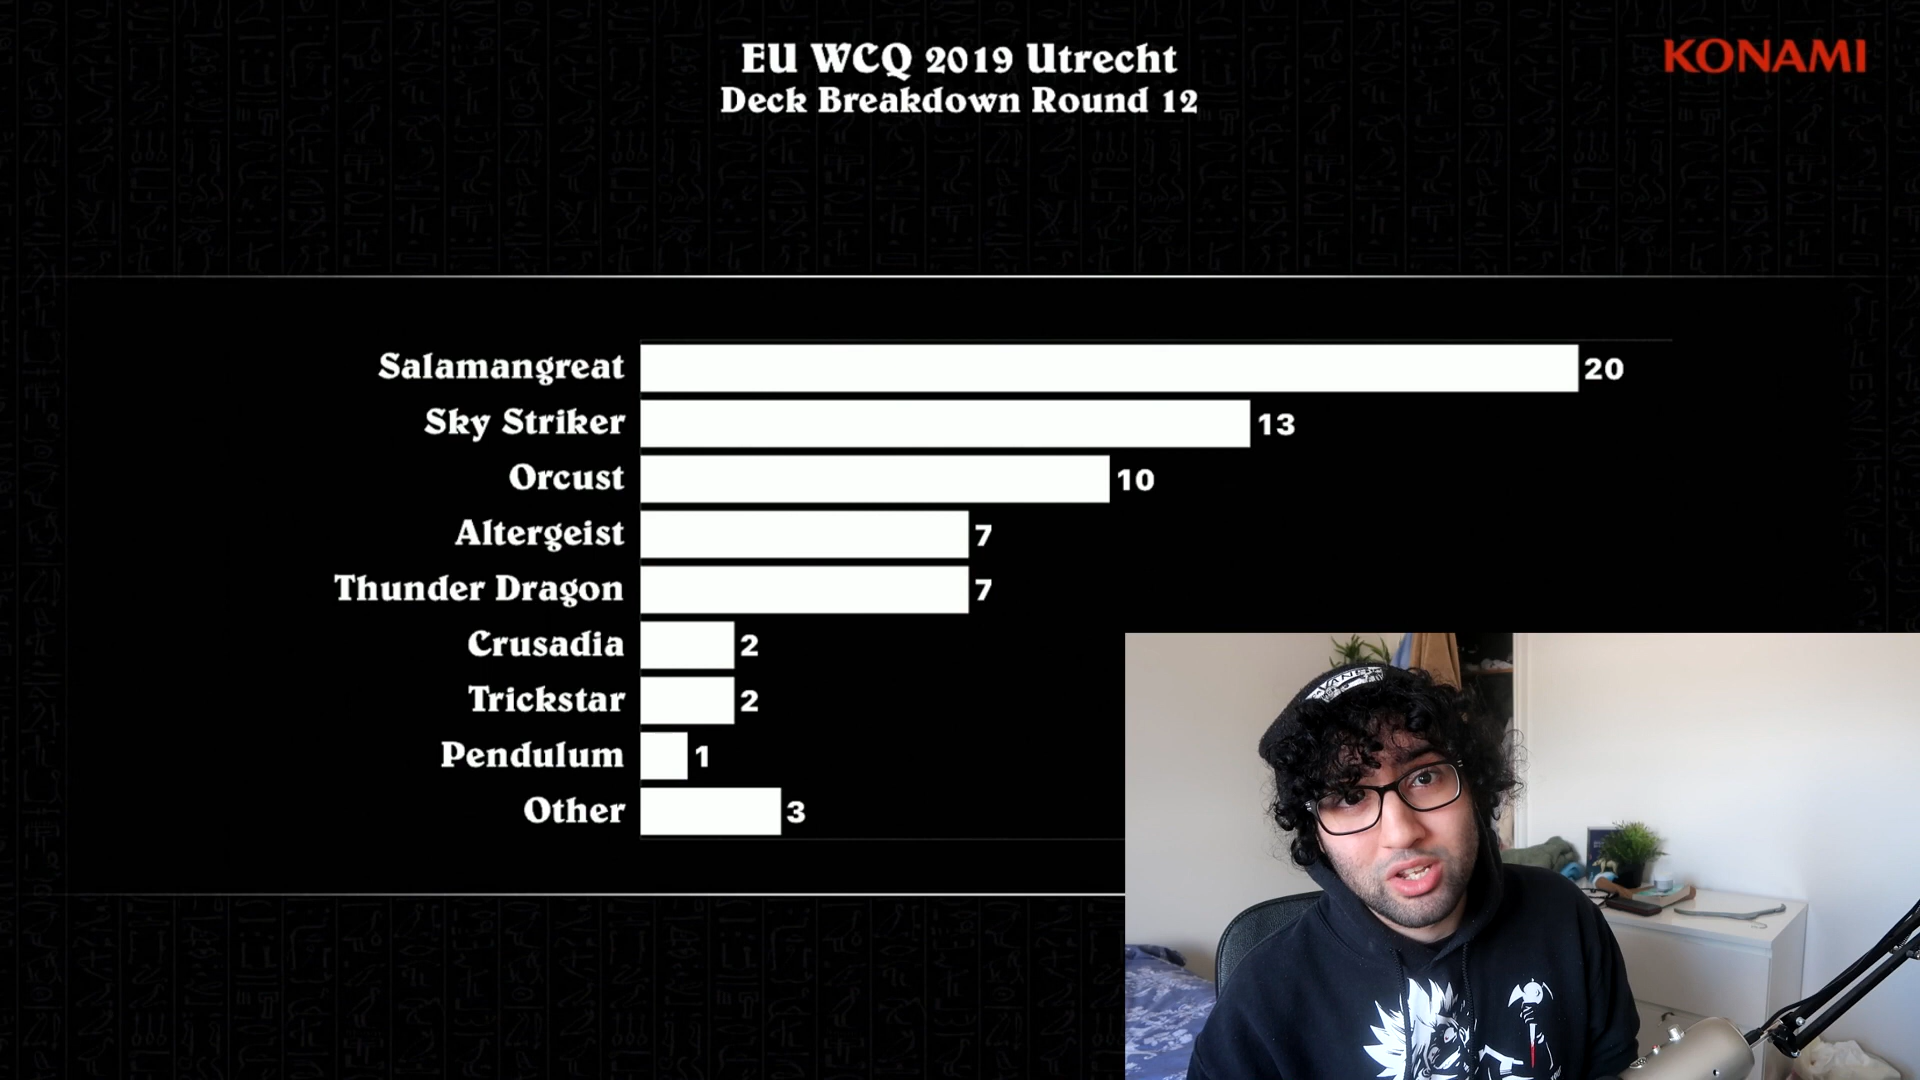 EU WCQ 2019 Utrecht
Deck Breakdown Round 12
KONAMI
Salamangreat 20
Sky Striker 13
Orcust 10
Altergeist 7
Thunder Dragon 7
Crusadia 2
Trickstar 2
Pendulum 1
Other 3